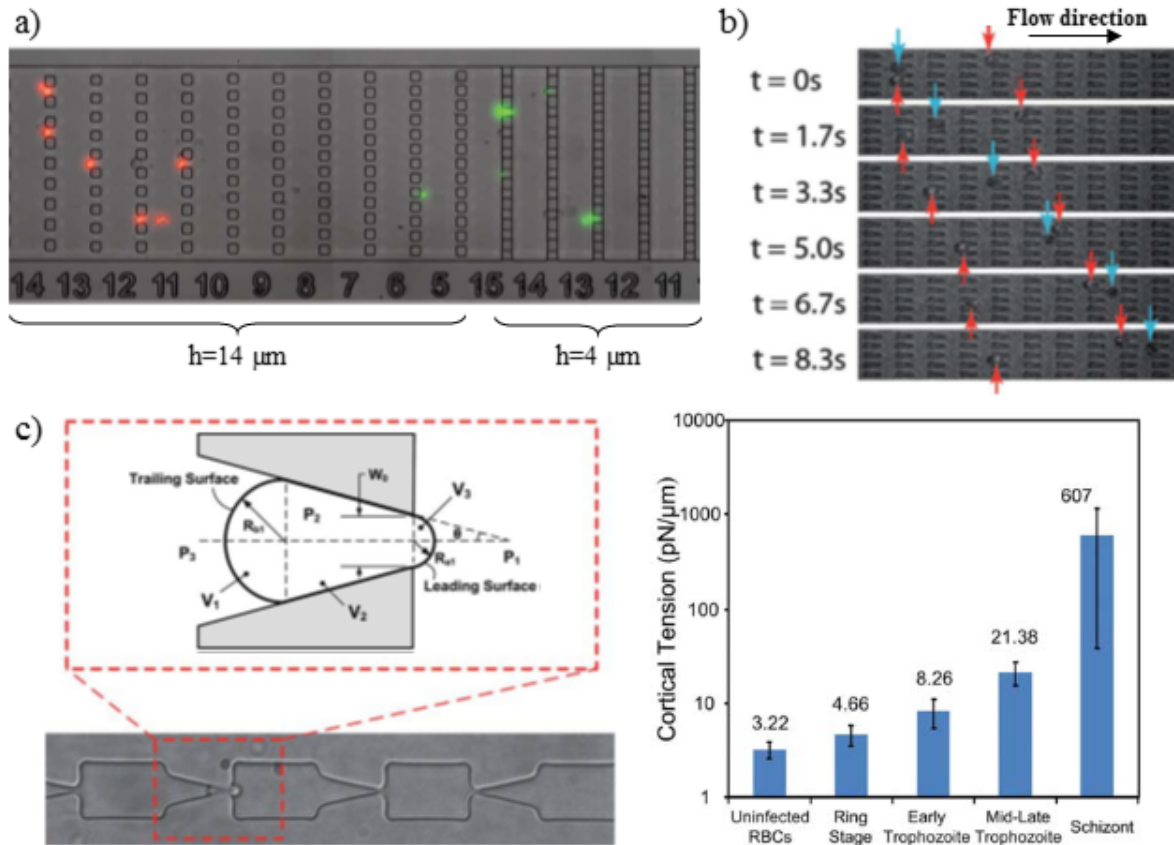 a)
14 13 12 11 10 9 8 7 6 5 15 14 13 12 11
h=14 μm
h=4 μm
b)
Flow direction
t = 0s
t = 1.7s
t = 3.3s
t = 5.0s
t = 6.7s
t = 8.3s
c)
Trailing Surface
W₀
V₃
P₂
R_b1
θ
P₃
P₁
R_a1
Leading Surface
V₁
V₂
Cortical Tension (pN/μm)
10000
1000
100
10
1
3.22
4.66
8.26
21.38
607
Uninfected RBCs
Ring Stage
Early Trophozoite
Mid-Late Trophozoite
Schizont